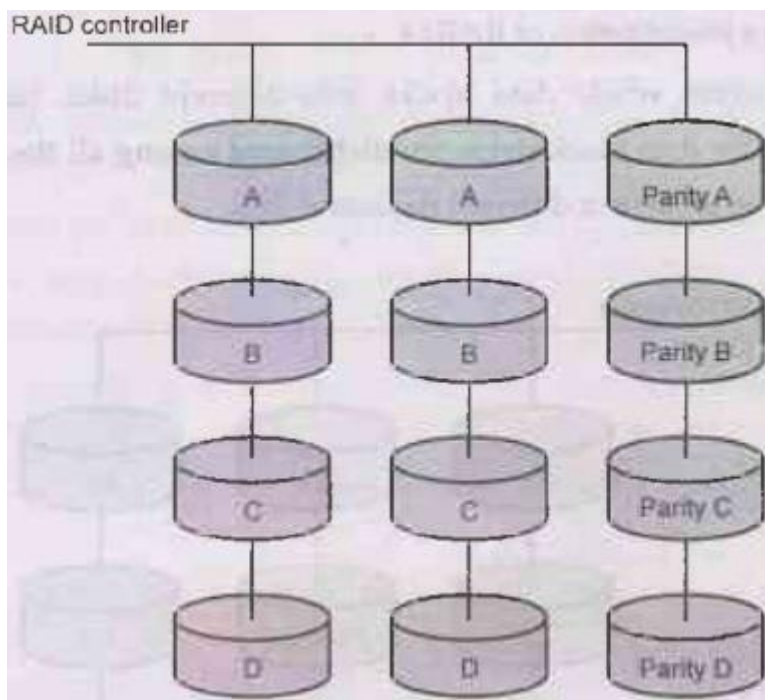 RAID controller
A A Parity A
B B Parity B
C C Parity C
D D Parity D